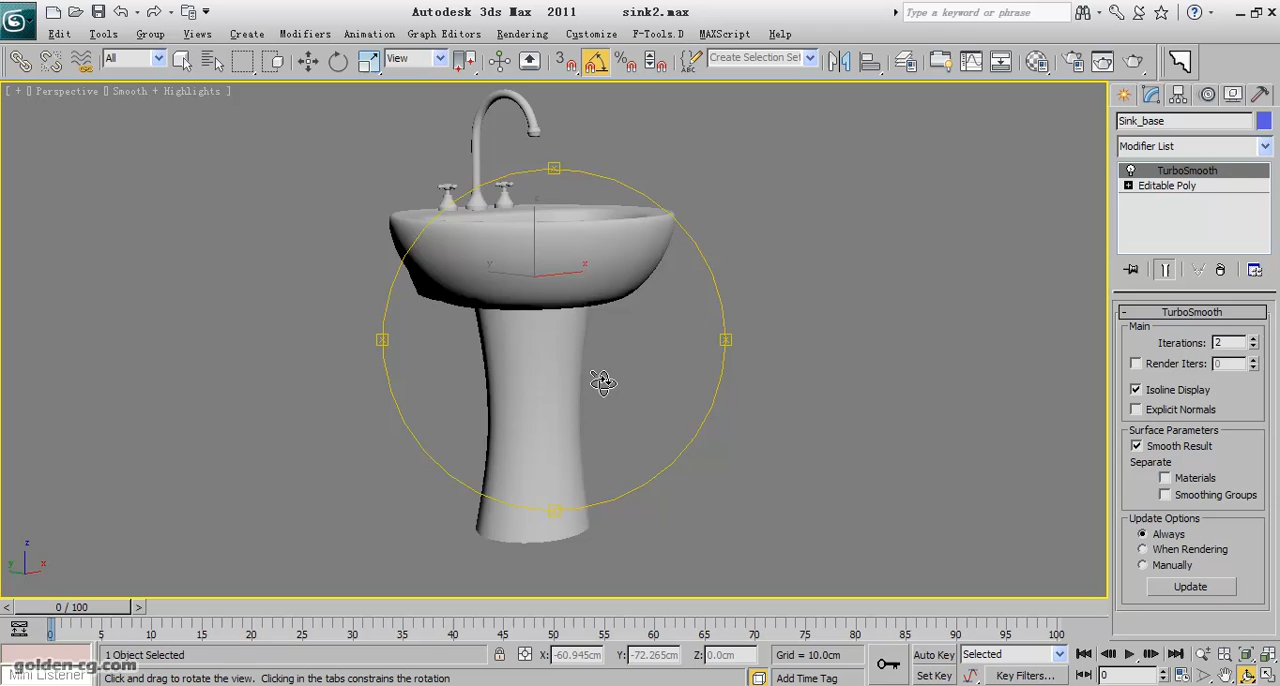 Autodesk 3ds Max 2011 sink2.max Type a keyword or phrase
Edit Tools Group Views Create Modifiers Animation Graph Editors Rendering Customize F-Tools.D MAXScript Help
All View 3 Create Selection Set
[ + ] Perspective ] Smooth + Highlights ]
Sink_base
Modifier List
TurboSmooth
Editable Poly
z
y x
- TurboSmooth
Main
Iterations: 2
Render Iters: 0
Isoline Display
Explicit Normals
Surface Parameters
Smooth Result
Separate
Materials
Smoothing Groups
Update Options
Always
When Rendering
Manually
Update
z
y x
< 0 / 100 >
0 5 10 15 20 25 30 35 40 45 50 55 60 65 70 75 80 85 90 95 100
1 Object Selected X: -60.945cm Y: -72.265cm Z: 0.0cm Grid = 10.0cm Auto Key Selected
golden-cg.com
Mini Listener Click and drag to rotate the view. Clicking in the tabs constrains the rotation Add Time Tag Set Key Key Filters... 0